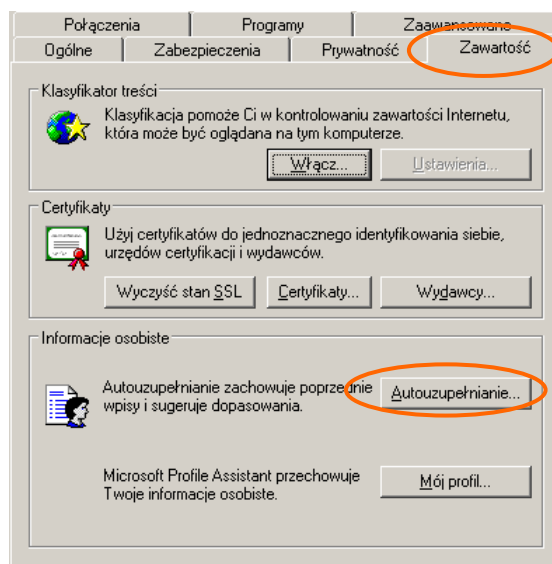 Połączenia Programy Zaawansowane
Ogólne Zabezpieczenia Prywatność Zawartość
Klasyfikator treści
Klasyfikacja pomoże Ci w kontrolowaniu zawartości Internetu,
która może być oglądana na tym komputerze.
Włącz... Ustawienia...
Certyfikaty
Użyj certyfikatów do jednoznacznego identyfikowania siebie,
urzędów certyfikacji i wydawców.
Wyczyść stan SSL Certyfikaty... Wydawcy...
Informacje osobiste
Autouzupełnianie zachowuje poprzednie
wpisy i sugeruje dopasowania.
Autouzupełnianie...
Microsoft Profile Assistant przechowuje
Twoje informacje osobiste.
Mój profil...